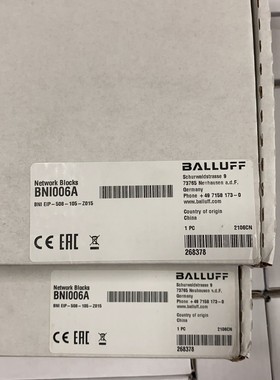 BALLUFF
Schurwaldstrasse 9
73765 Neuhausen a.d.F.
Germany
Phone +49 7158 173-0
www.balluff.com
Country of origin
China
1 PC 2106CN
268378
Network Blocks
BNI006A
BNI EIP-508-105-Z015
CE EAC
BALLUFF
Schurwaldstrasse 9
73765 Neuhausen a.d.F.
Germany
Phone +49 7158 173-0
www.balluff.com
Country of origin
China
1 PC 2106CN
268378
Network Blocks
BNI006A
BNI EIP-508-105-Z015
CE EAC